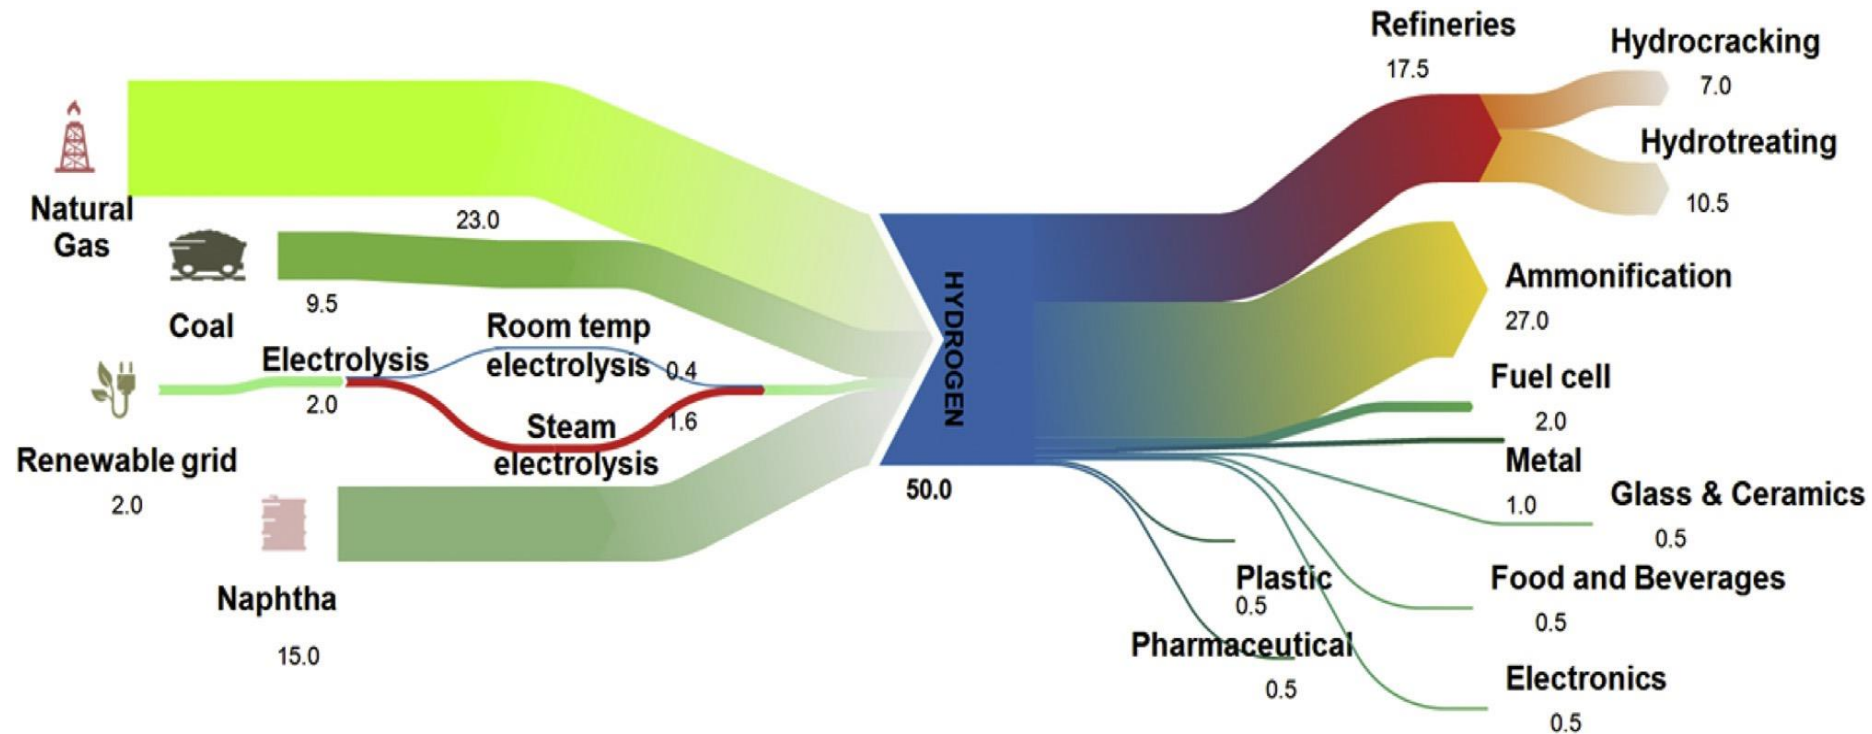 Natural
Gas
23.0
Coal
9.5
Electrolysis
2.0
Room temp
electrolysis
0.4
Steam
electrolysis
1.6
Renewable grid
2.0
Naphtha
15.0
HYDROGEN
50.0
Refineries
17.5
Hydrocracking
7.0
Hydrotreating
10.5
Ammonification
27.0
Fuel cell
2.0
Metal
1.0
Glass & Ceramics
0.5
Plastic
0.5
Food and Beverages
0.5
Pharmaceutical
0.5
Electronics
0.5